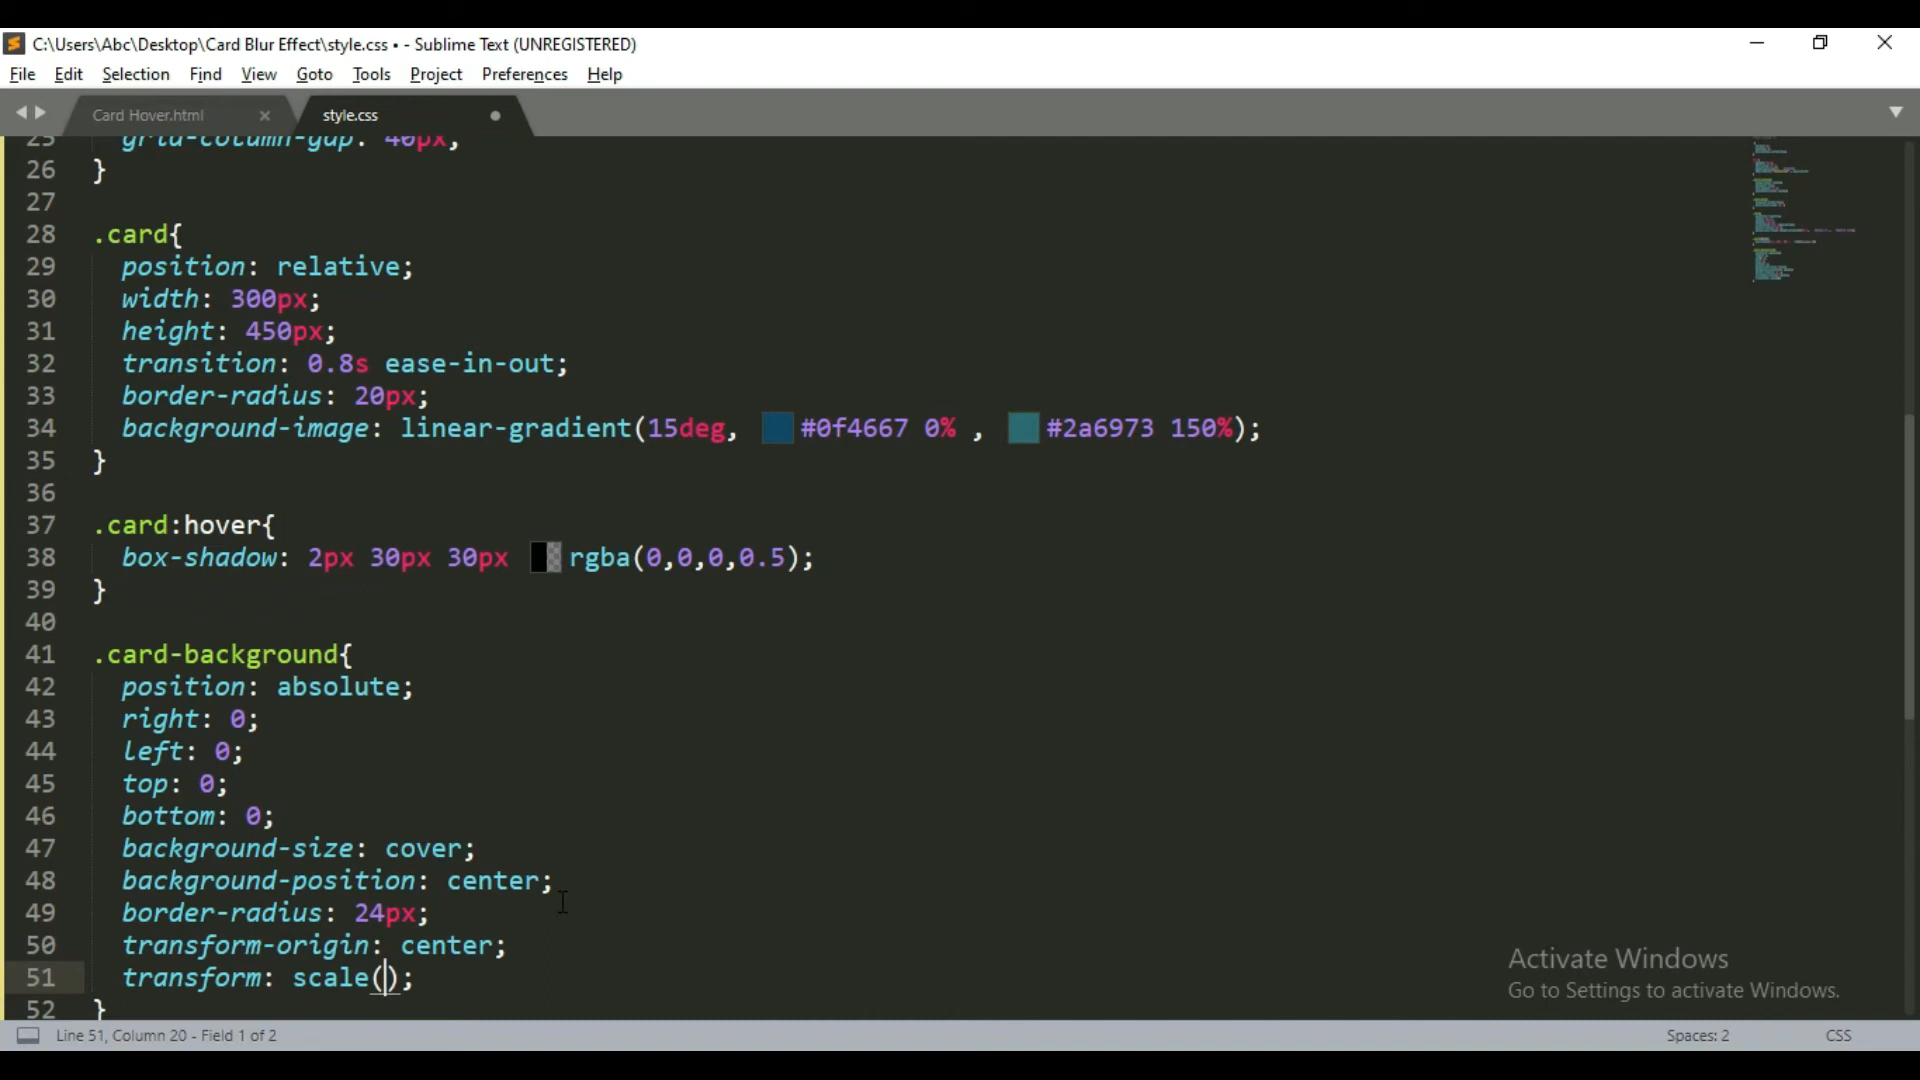 C:\Users\Abc\Desktop\Card Blur Effect\style.css • - Sublime Text (UNREGISTERED)
File Edit Selection Find View Goto Tools Project Preferences Help
Card Hover.html × style.css
25 grid-column-gap: 40px;
26 }
27
28 .card{
29 position: relative;
30 width: 300px;
31 height: 450px;
32 transition: 0.8s ease-in-out;
33 border-radius: 20px;
34 background-image: linear-gradient(15deg, #0f4667 0% , #2a6973 150%);
35 }
36
37 .card:hover{
38 box-shadow: 2px 30px 30px rgba(0,0,0,0.5);
39 }
40
41 .card-background{
42 position: absolute;
43 right: 0;
44 left: 0;
45 top: 0;
46 bottom: 0;
47 background-size: cover;
48 background-position: center;
49 border-radius: 24px;
50 transform-origin: center;
51 transform: scale();
52 }
Activate Windows
Go to Settings to activate Windows.
Line 51, Column 20 - Field 1 of 2 Spaces: 2 CSS